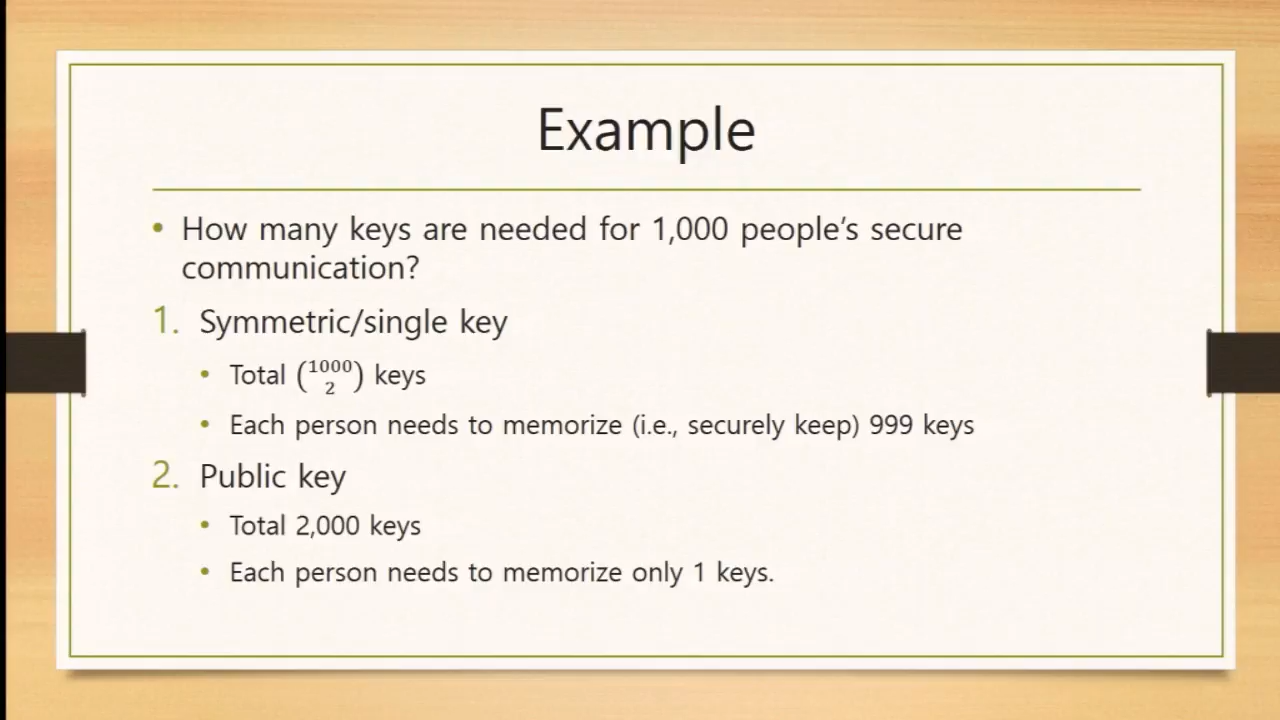 Example
• How many keys are needed for 1,000 people's secure
communication?
1. Symmetric/single key
• Total (1000 2) keys
• Each person needs to memorize (i.e., securely keep) 999 keys
2. Public key
• Total 2,000 keys
• Each person needs to memorize only 1 keys.